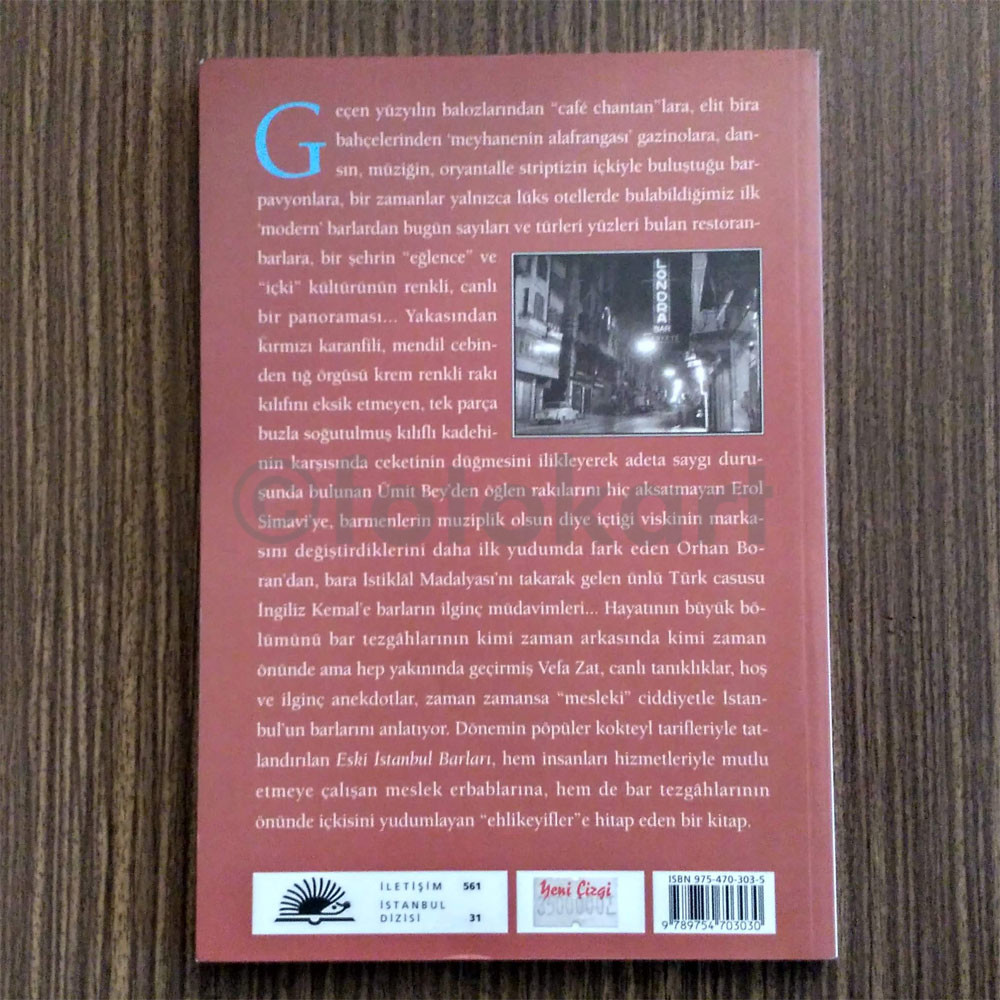 Geçen yüzyılın balozlarından “café chantan”lara, elit bira
bahçelerinden ‘meyhanenin alafrangası’ gazinolara, dan-
sın, müziğin, oryantalle striptizin içkiyle buluştuğu bar-
pavyonlara, bir zamanlar yalnızca lüks otellerde bulabildiğimiz ilk
‘modern’ barlardan bugün sayıları ve türleri yüzleri bulan restoran-
barlara, bir şehrin “eğlence” ve
“içki” kültürünün renkli, canlı
bir panoraması... Yakasından
kırmızı karanfili, mendil cebin-
den tığ örgüsü krem renkli rakı
kılıfını eksik etmeyen, tek parça
buzla soğutulmuş kılıflı kadehi-
nin karşısında ceketinin düğmesini ilikleyerek adeta saygı duru-
şunda bulunan Ümit Bey’den öğlen rakılarını hiç aksatmayan Erol
Simavi’ye, barmenlerin muziplik olsun diye içtiği viskinin marka-
sını değiştirdiklerini daha ilk yudumda fark eden Orhan Bo-
ran’dan, bara İstiklâl Madalyası’nı takarak gelen ünlü Türk casusu
İngiliz Kemal’e barların ilginç müdavimleri... Hayatının büyük bö-
lümünü bar tezgâhlarının kimi zaman arkasında kimi zaman
önünde ama hep yakınında geçirmiş Vefa Zat, canlı tanıklıklar, hoş
ve ilginç anekdotlar, zaman zamansa “mesleki” ciddiyetle İstan-
bul’un barlarını anlatıyor. Dönemin pöpüler kokteyl tarifleriyle tat-
landırılan Eski İstanbul Barları, hem insanları hizmetleriyle mutlu
etmeye çalışan meslek erbablarına, hem de bar tezgâhlarının
önünde içkisini yudumlayan “ehlikeyifler”e hitap eden bir kitap.
LONDRA
BAR
©fotokart
İLETİŞİM 561
İSTANBUL
DİZİSİ 31
Yeni Çizgi
ISBN 975-470-303-5
9 789754 703030